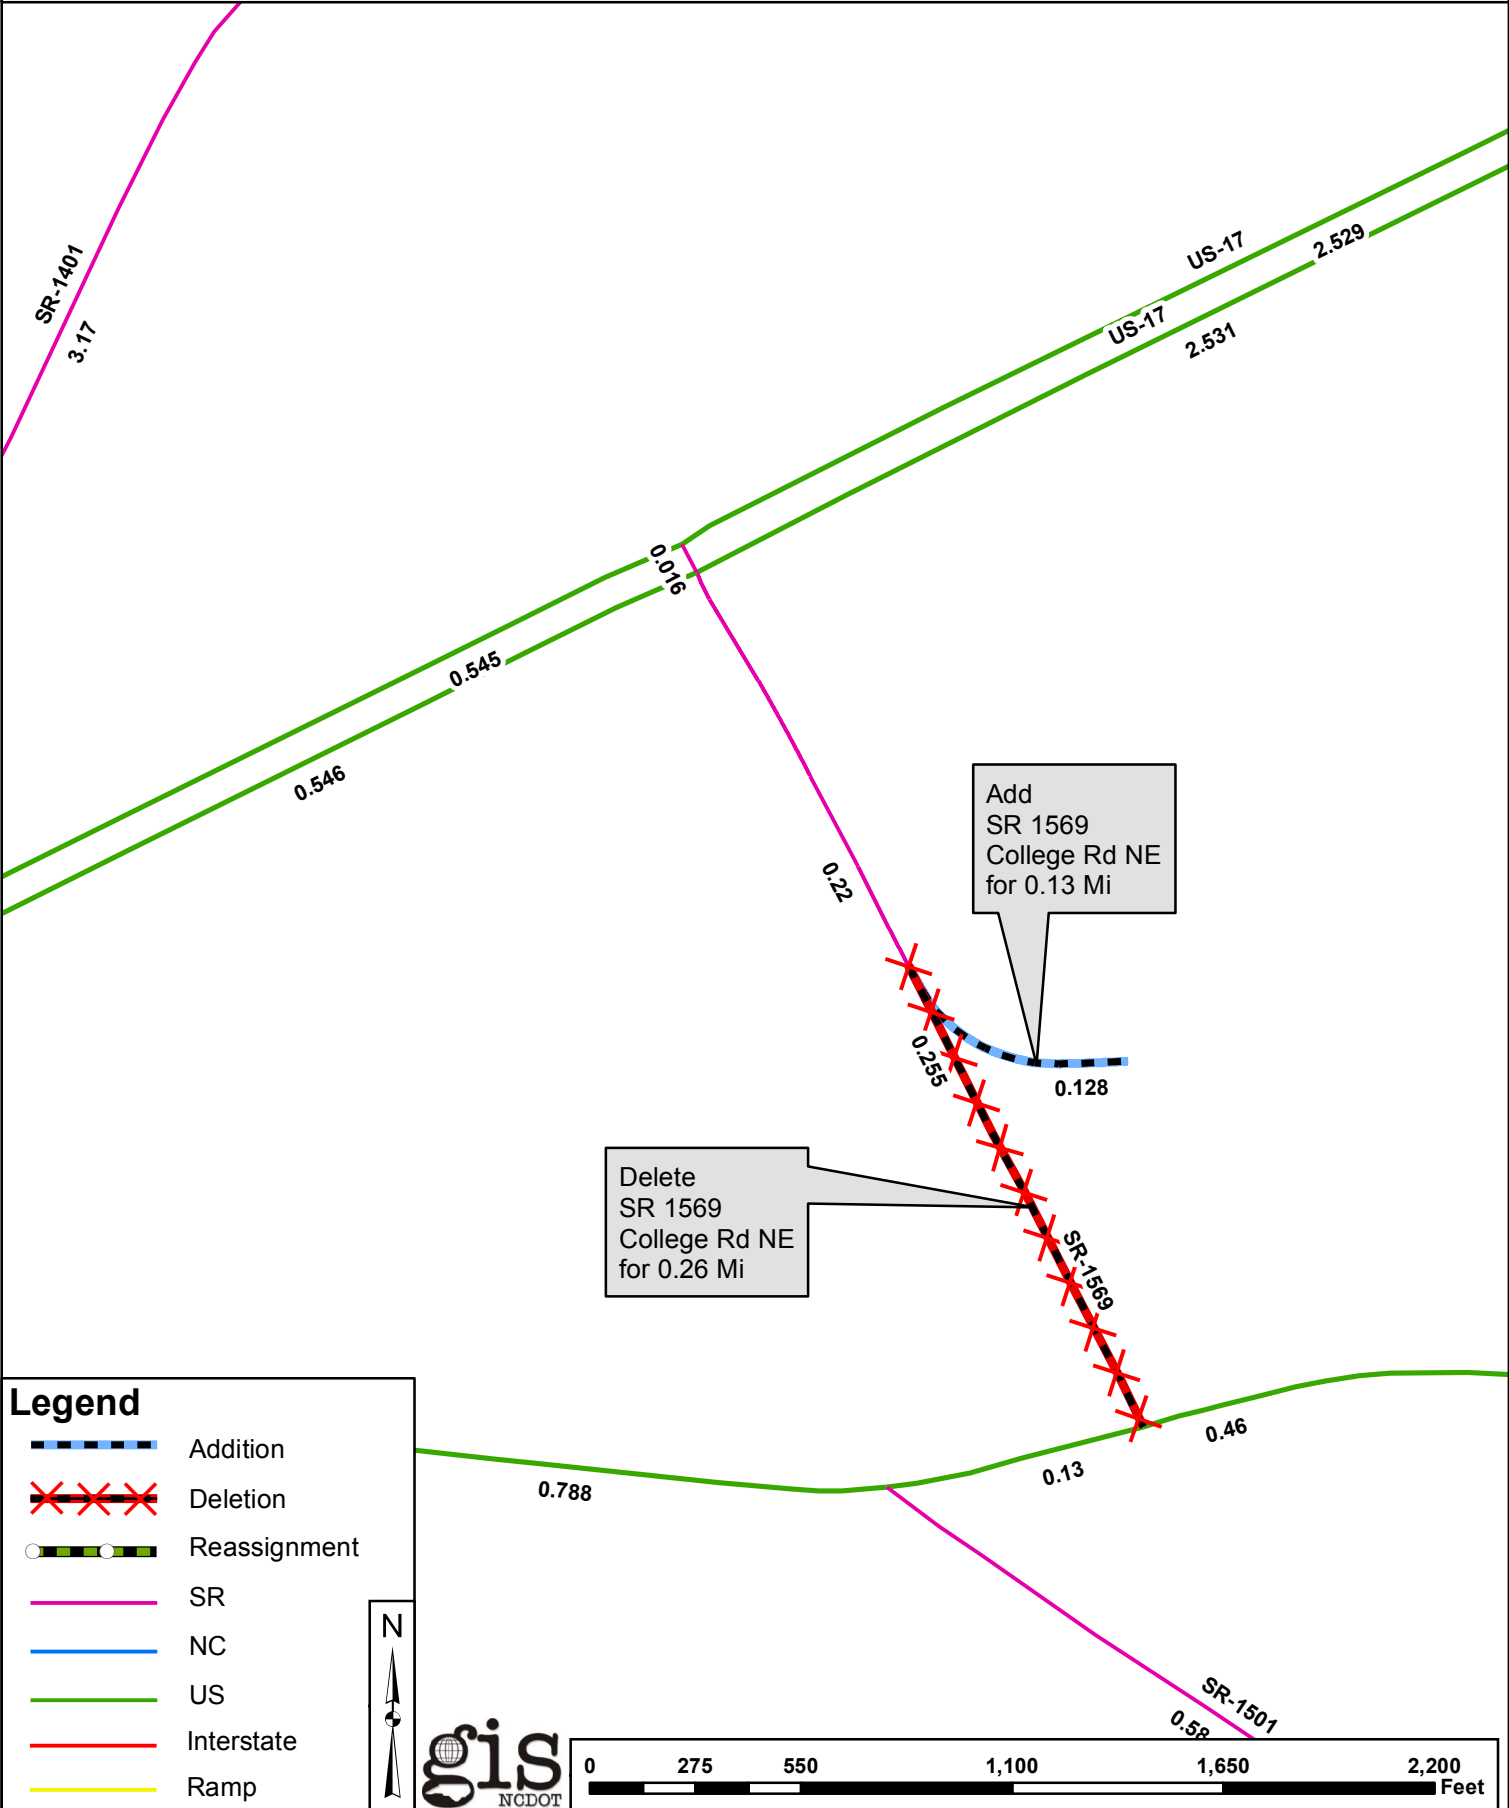 SR-1401
3.17
US-17
2.529
US-17
2.531
0.016
0.545
0.546
Add
SR 1569
College Rd NE
for 0.13 Mi
0.22
0.255
0.128
Delete
SR 1569
College Rd NE
for 0.26 Mi
SR-1569
0.46
0.13
0.788
SR-1501
0.58
Legend
Addition
Deletion
Reassignment
SR
NC
US
Interstate
Ramp
N
gis
NCDOT
0 275 550 1,100 1,650 2,200
Feet